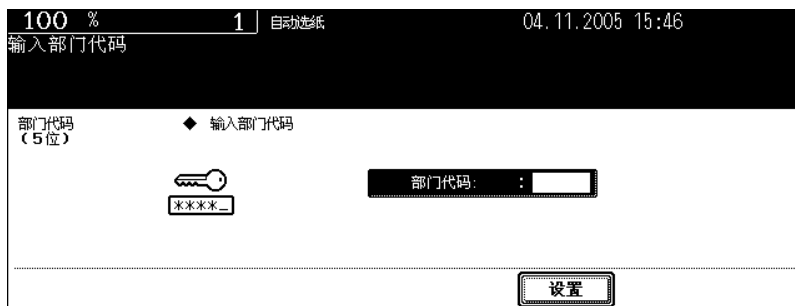 100 % 1 自动选纸 04.11.2005 15:46
输入部门代码
部门代码 ◆ 输入部门代码
(5位)
部门代码: :
****_
设置